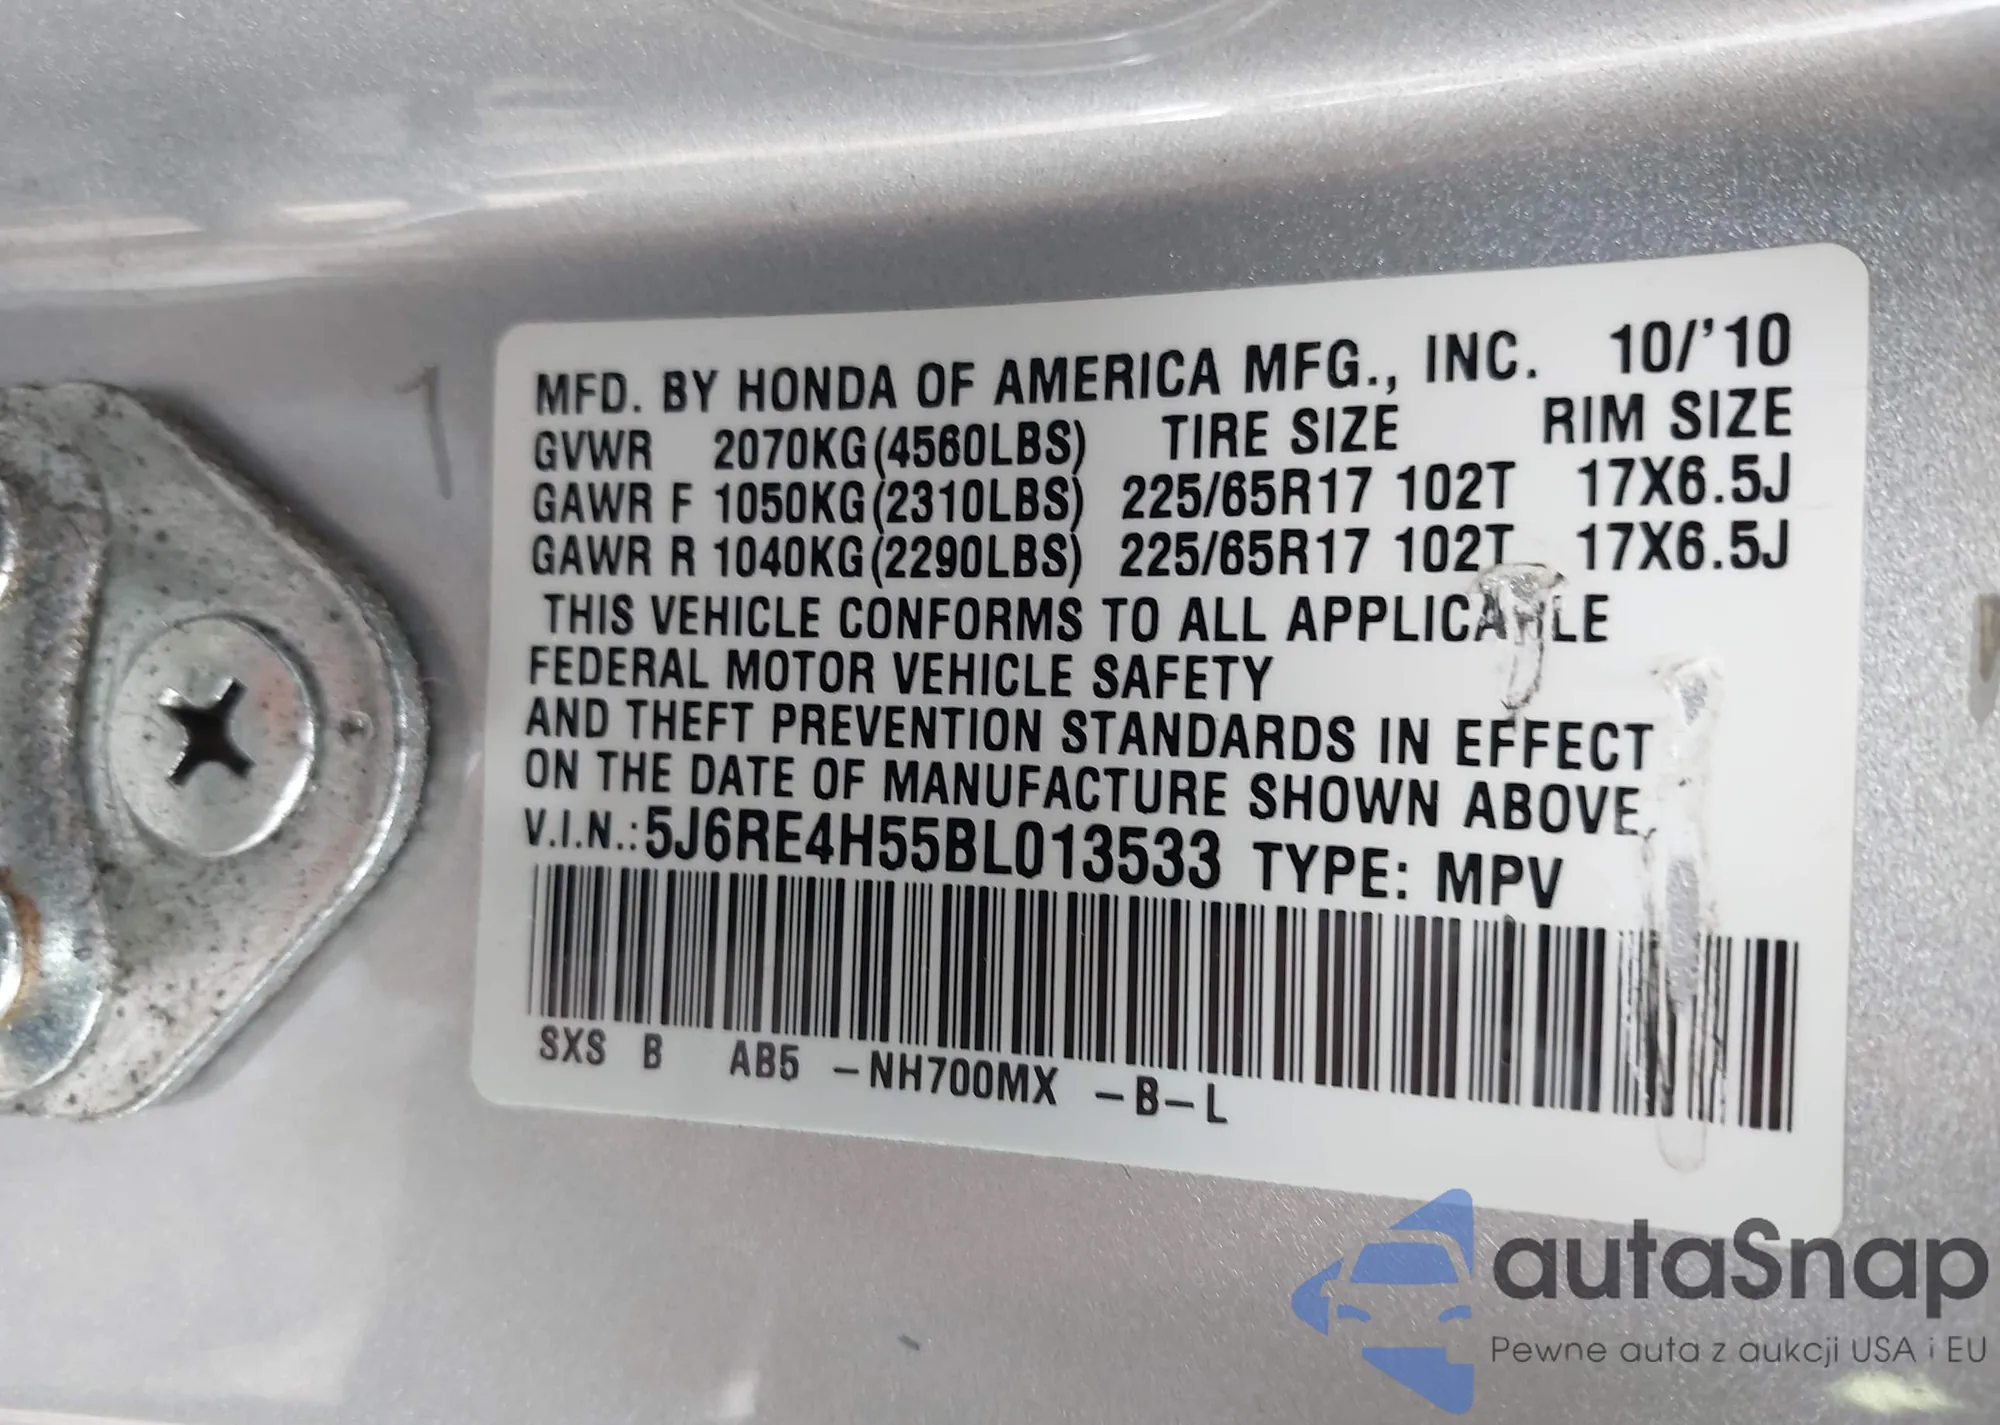 MFD. BY HONDA OF AMERICA MFG., INC. 10/'10
GVWR 2070KG(4560LBS) TIRE SIZE RIM SIZE
GAWR F 1050KG(2310LBS) 225/65R17 102T 17X6.5J
GAWR R 1040KG(2290LBS) 225/65R17 102T 17X6.5J
THIS VEHICLE CONFORMS TO ALL APPLICABLE
FEDERAL MOTOR VEHICLE SAFETY
AND THEFT PREVENTION STANDARDS IN EFFECT
ON THE DATE OF MANUFACTURE SHOWN ABOVE.
V.I.N.: 5J6RE4H55BL013533 TYPE: MPV
SXS B AB5 -NH700MX -B-L
1
autaSnap
Pewne auta z aukcji USA i EU